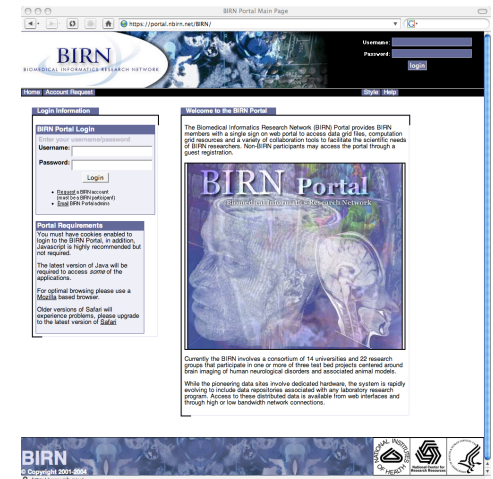 BIRN Portal Main Page
https://portal.nbirn.net/BIRN/
BIRN
BIOMEDICAL INFORMATICS RESEARCH NETWORK
Username:
Password:
login
Home Account Request
Style Help
Login Information
BIRN Portal Login
Enter your username/password
Username:
Password:
Login
• Request a BIRN account
(must be a BIRN participant)
• Email BIRN Portal admins
Portal Requirements
You must have cookies enabled to
login to the BIRN Portal, in addition,
Javascript is highly recommended but
not required.
The latest version of Java will be
required to access some of the
applications.
For optimal browsing please use a
Mozilla based browser.
Older versions of Safari will
experience problems, please upgrade
to the latest version of Safari
Welcome to the BIRN Portal
The Biomedical Informatics Research Network (BIRN) Portal provides BIRN
members with a single sign on web portal to access data grid files, computation
grid resources and a variety of collaboration tools to facilitate the scientific needs
of BIRN researchers. Non-BIRN participants may access the portal through a
guest registration.
BIRN Portal
Biomedical Informatics Research Network
Currently the BIRN involves a consortium of 14 universities and 22 research
groups that participate in one or more of three test bed projects centered around
brain imaging of human neurological disorders and associated animal models.
While the pioneering data sites involve dedicated hardware, the system is rapidly
evolving to include data repositories associated with any laboratory research
program. Access to these distributed data is available from web interfaces and
through high or low bandwidth network connections.
BIRN
© Copyright 2001-2004
NATIONAL INSTITUTES
OF HEALTH
National Center for
Research Resources